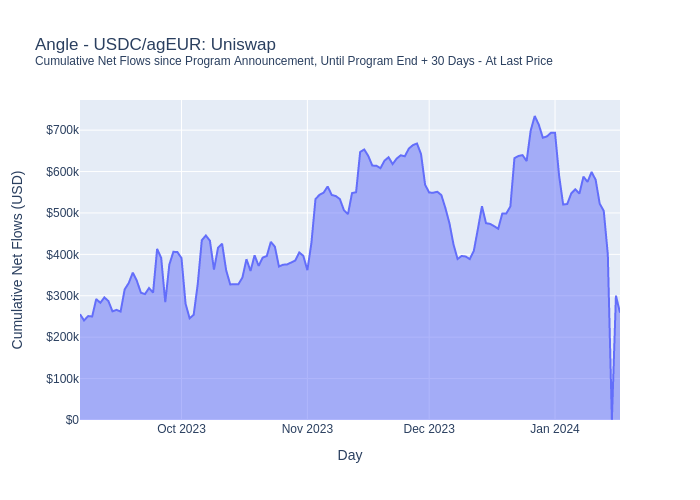 Angle - USDC/agEUR: Uniswap
Cumulative Net Flows since Program Announcement, Until Program End + 30 Days - At Last Price
Cumulative Net Flows (USD)
$700k
$600k
$500k
$400k
$300k
$200k
$100k
$0
Oct 2023
Nov 2023
Dec 2023
Jan 2024
Day